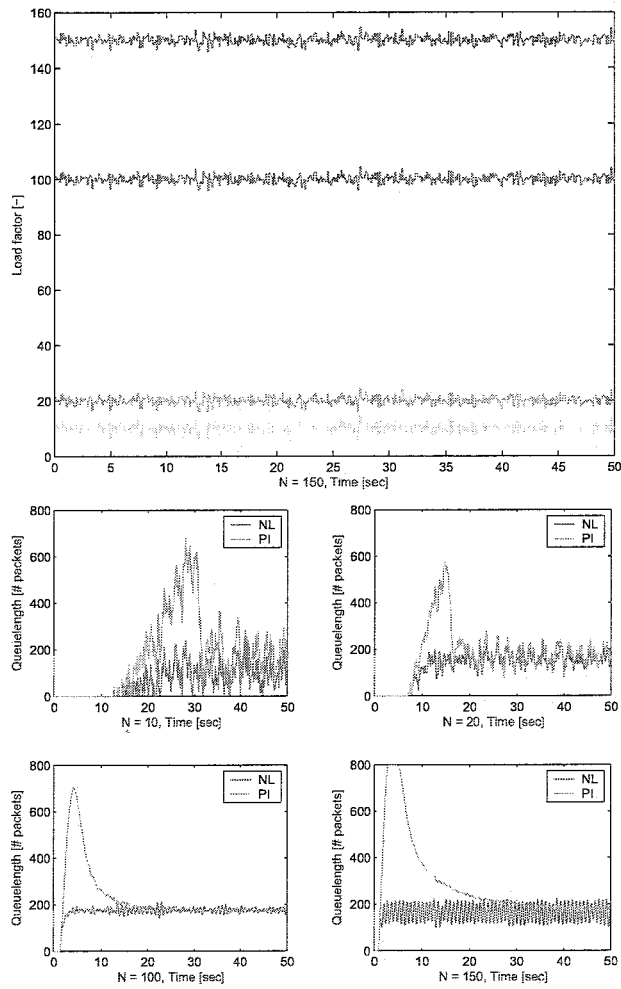 160
140
120
100
80
60
40
20
0
Load factor [-]
0 5 10 15 20 25 30 35 40 45 50
N = 150, Time [sec]
800
600
400
200
0
Queuelength [# packets]
NL
PI
0 10 20 30 40 50
N = 10, Time [sec]
800
600
400
200
0
Queuelength [# packets]
NL
PI
0 10 20 30 40 50
N = 20, Time [sec]
800
600
400
200
0
Queuelength [# packets]
NL
PI
0 10 20 30 40 50
N = 100, Time [sec]
800
600
400
200
0
Queuelength [# packets]
NL
PI
0 10 20 30 40 50
N = 150, Time [sec]